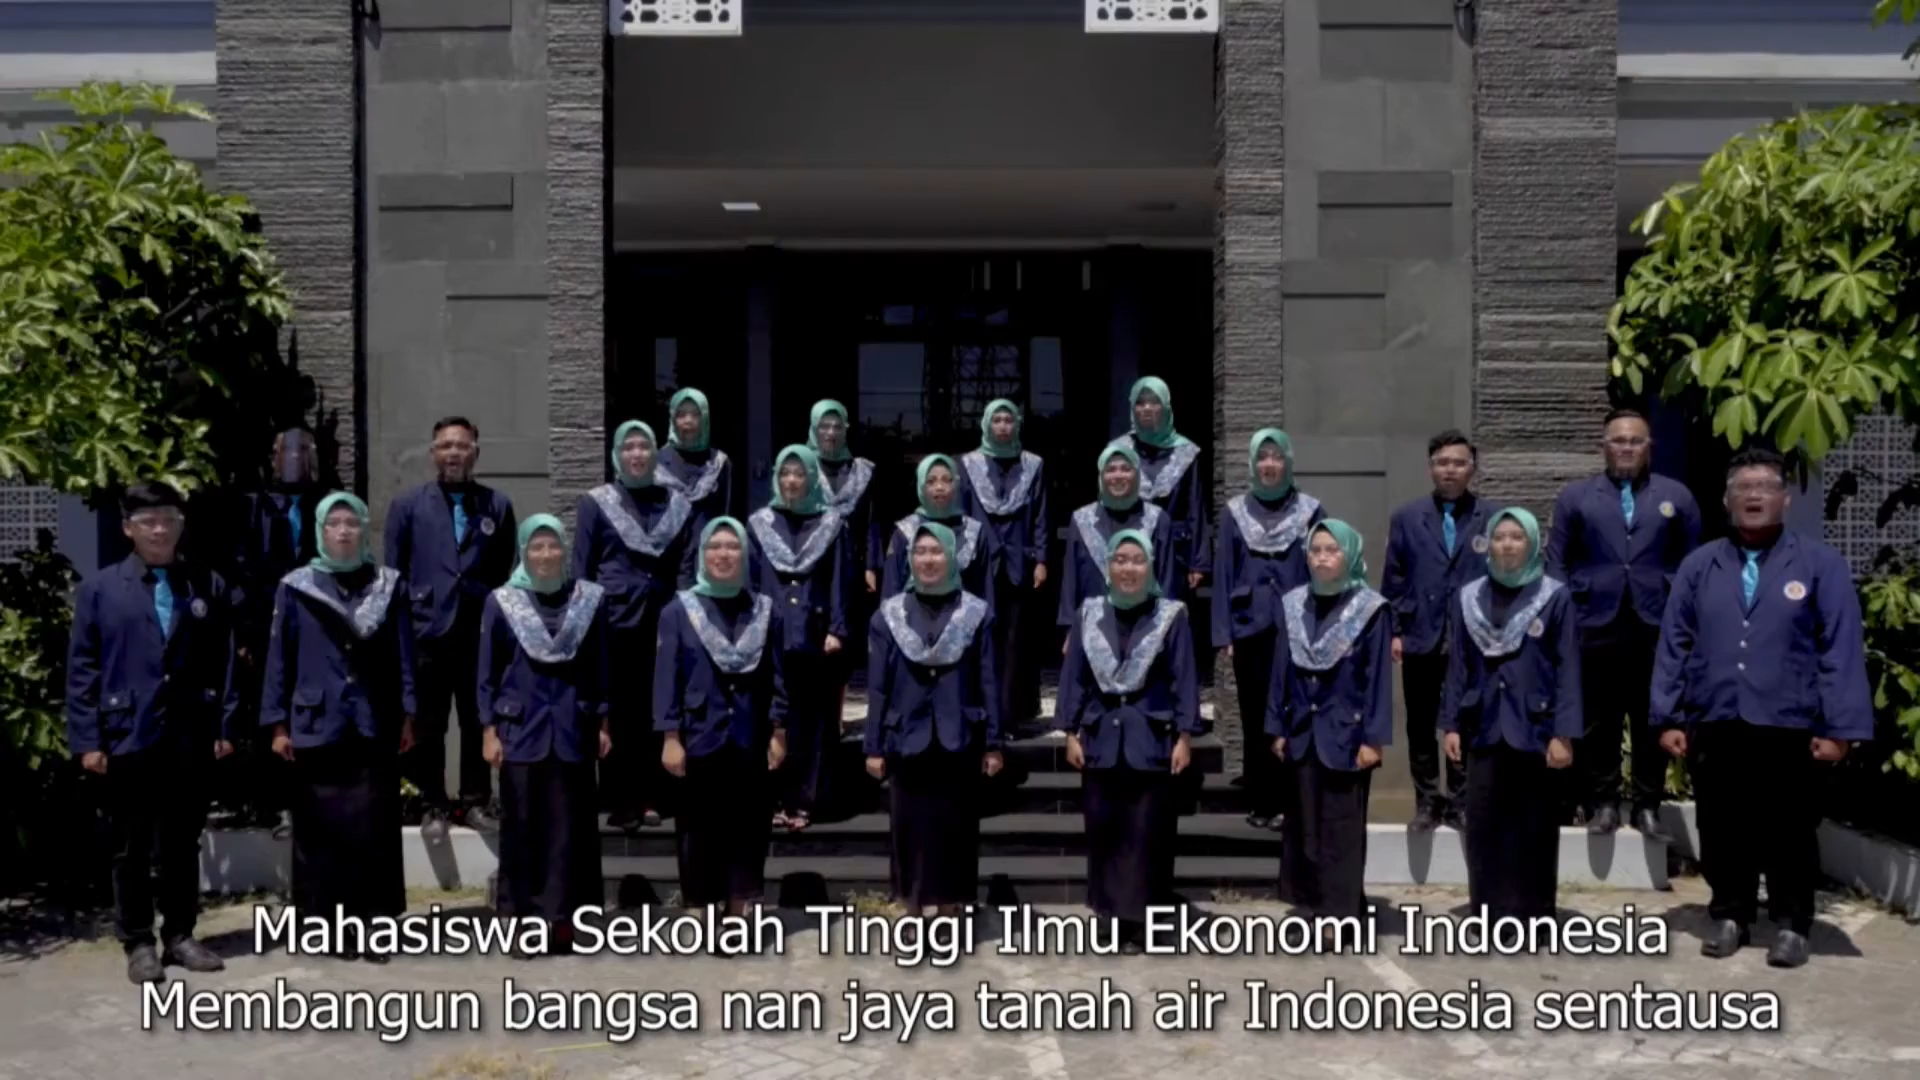 Mahasiswa Sekolah Tinggi Ilmu Ekonomi Indonesia
Membangun bangsa nan jaya tanah air Indonesia sentausa